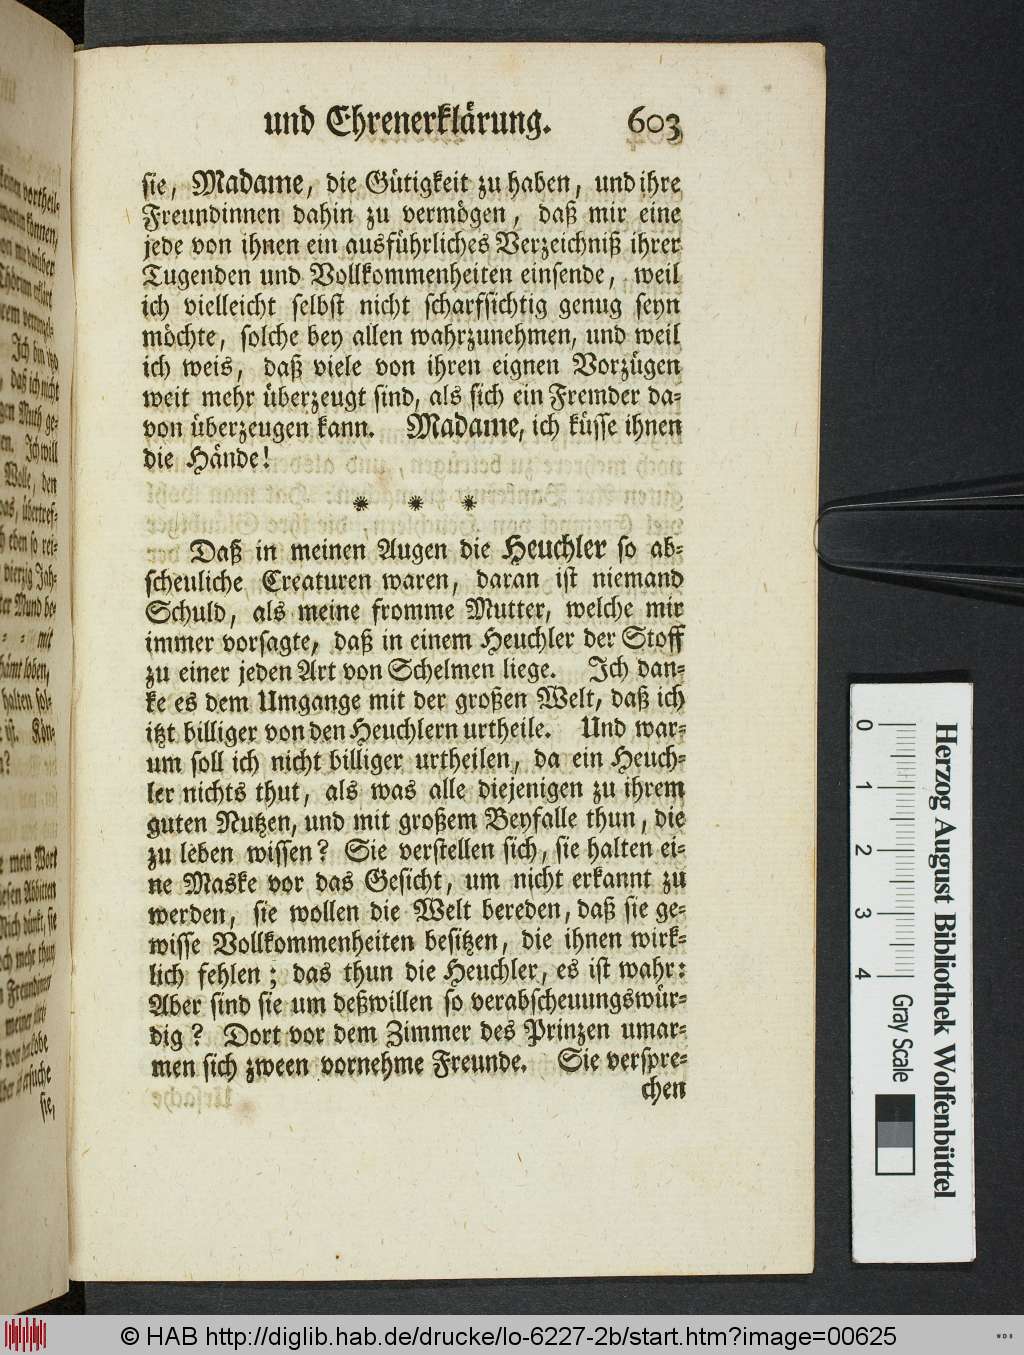 und Ehrenerklärung. 603
sie, Madame, die Gütigkeit zu haben, und ihre
Freundinnen dahin zu vermögen, daß mir eine
jede von ihnen ein ausführliches Verzeichniß ihrer
Tugenden und Vollkommenheiten einsende, weil
ich vielleicht selbst nicht scharfsichtig genug seyn
möchte, solche bey allen wahrzunehmen, und weil
ich weis, daß viele von ihren eignen Vorzügen
weit mehr überzeugt sind, als sich ein Fremder da-
von überzeugen kann. Madame, ich küsse ihnen
die Hände!
* * *
Daß in meinen Augen die Heuchler so ab-
scheuliche Creaturen waren, daran ist niemand
Schuld, als meine fromme Mutter, welche mir
immer vorsagte, daß in einem Heuchler der Stoff
zu einer jeden Art von Schelmen liege. Ich dan-
ke es dem Umgange mit der großen Welt, daß ich
itzt billiger von den Heuchlern urtheile. Und war-
um soll ich nicht billiger urtheilen, da ein Heuch-
ler nichts thut, als was alle diejenigen zu ihrem
guten Nutzen, und mit großem Beyfalle thun, die
zu leben wissen? Sie verstellen sich, sie halten ei-
ne Maske vor das Gesicht, um nicht erkannt zu
werden, sie wollen die Welt bereden, daß sie ge-
wisse Vollkommenheiten besitzen, die ihnen wirk-
lich fehlen; das thun die Heuchler, es ist wahr:
Aber sind sie um deßwillen so verabscheuungswür-
dig? Dort vor dem Zimmer des Prinzen umar-
men sich zween vornehme Freunde. Sie verspre-
chen
0 1 2 3 4
Gray Scale
Herzog August Bibliothek Wolfenbüttel
© HAB http://diglib.hab.de/drucke/lo-6227-2b/start.htm?image=00625